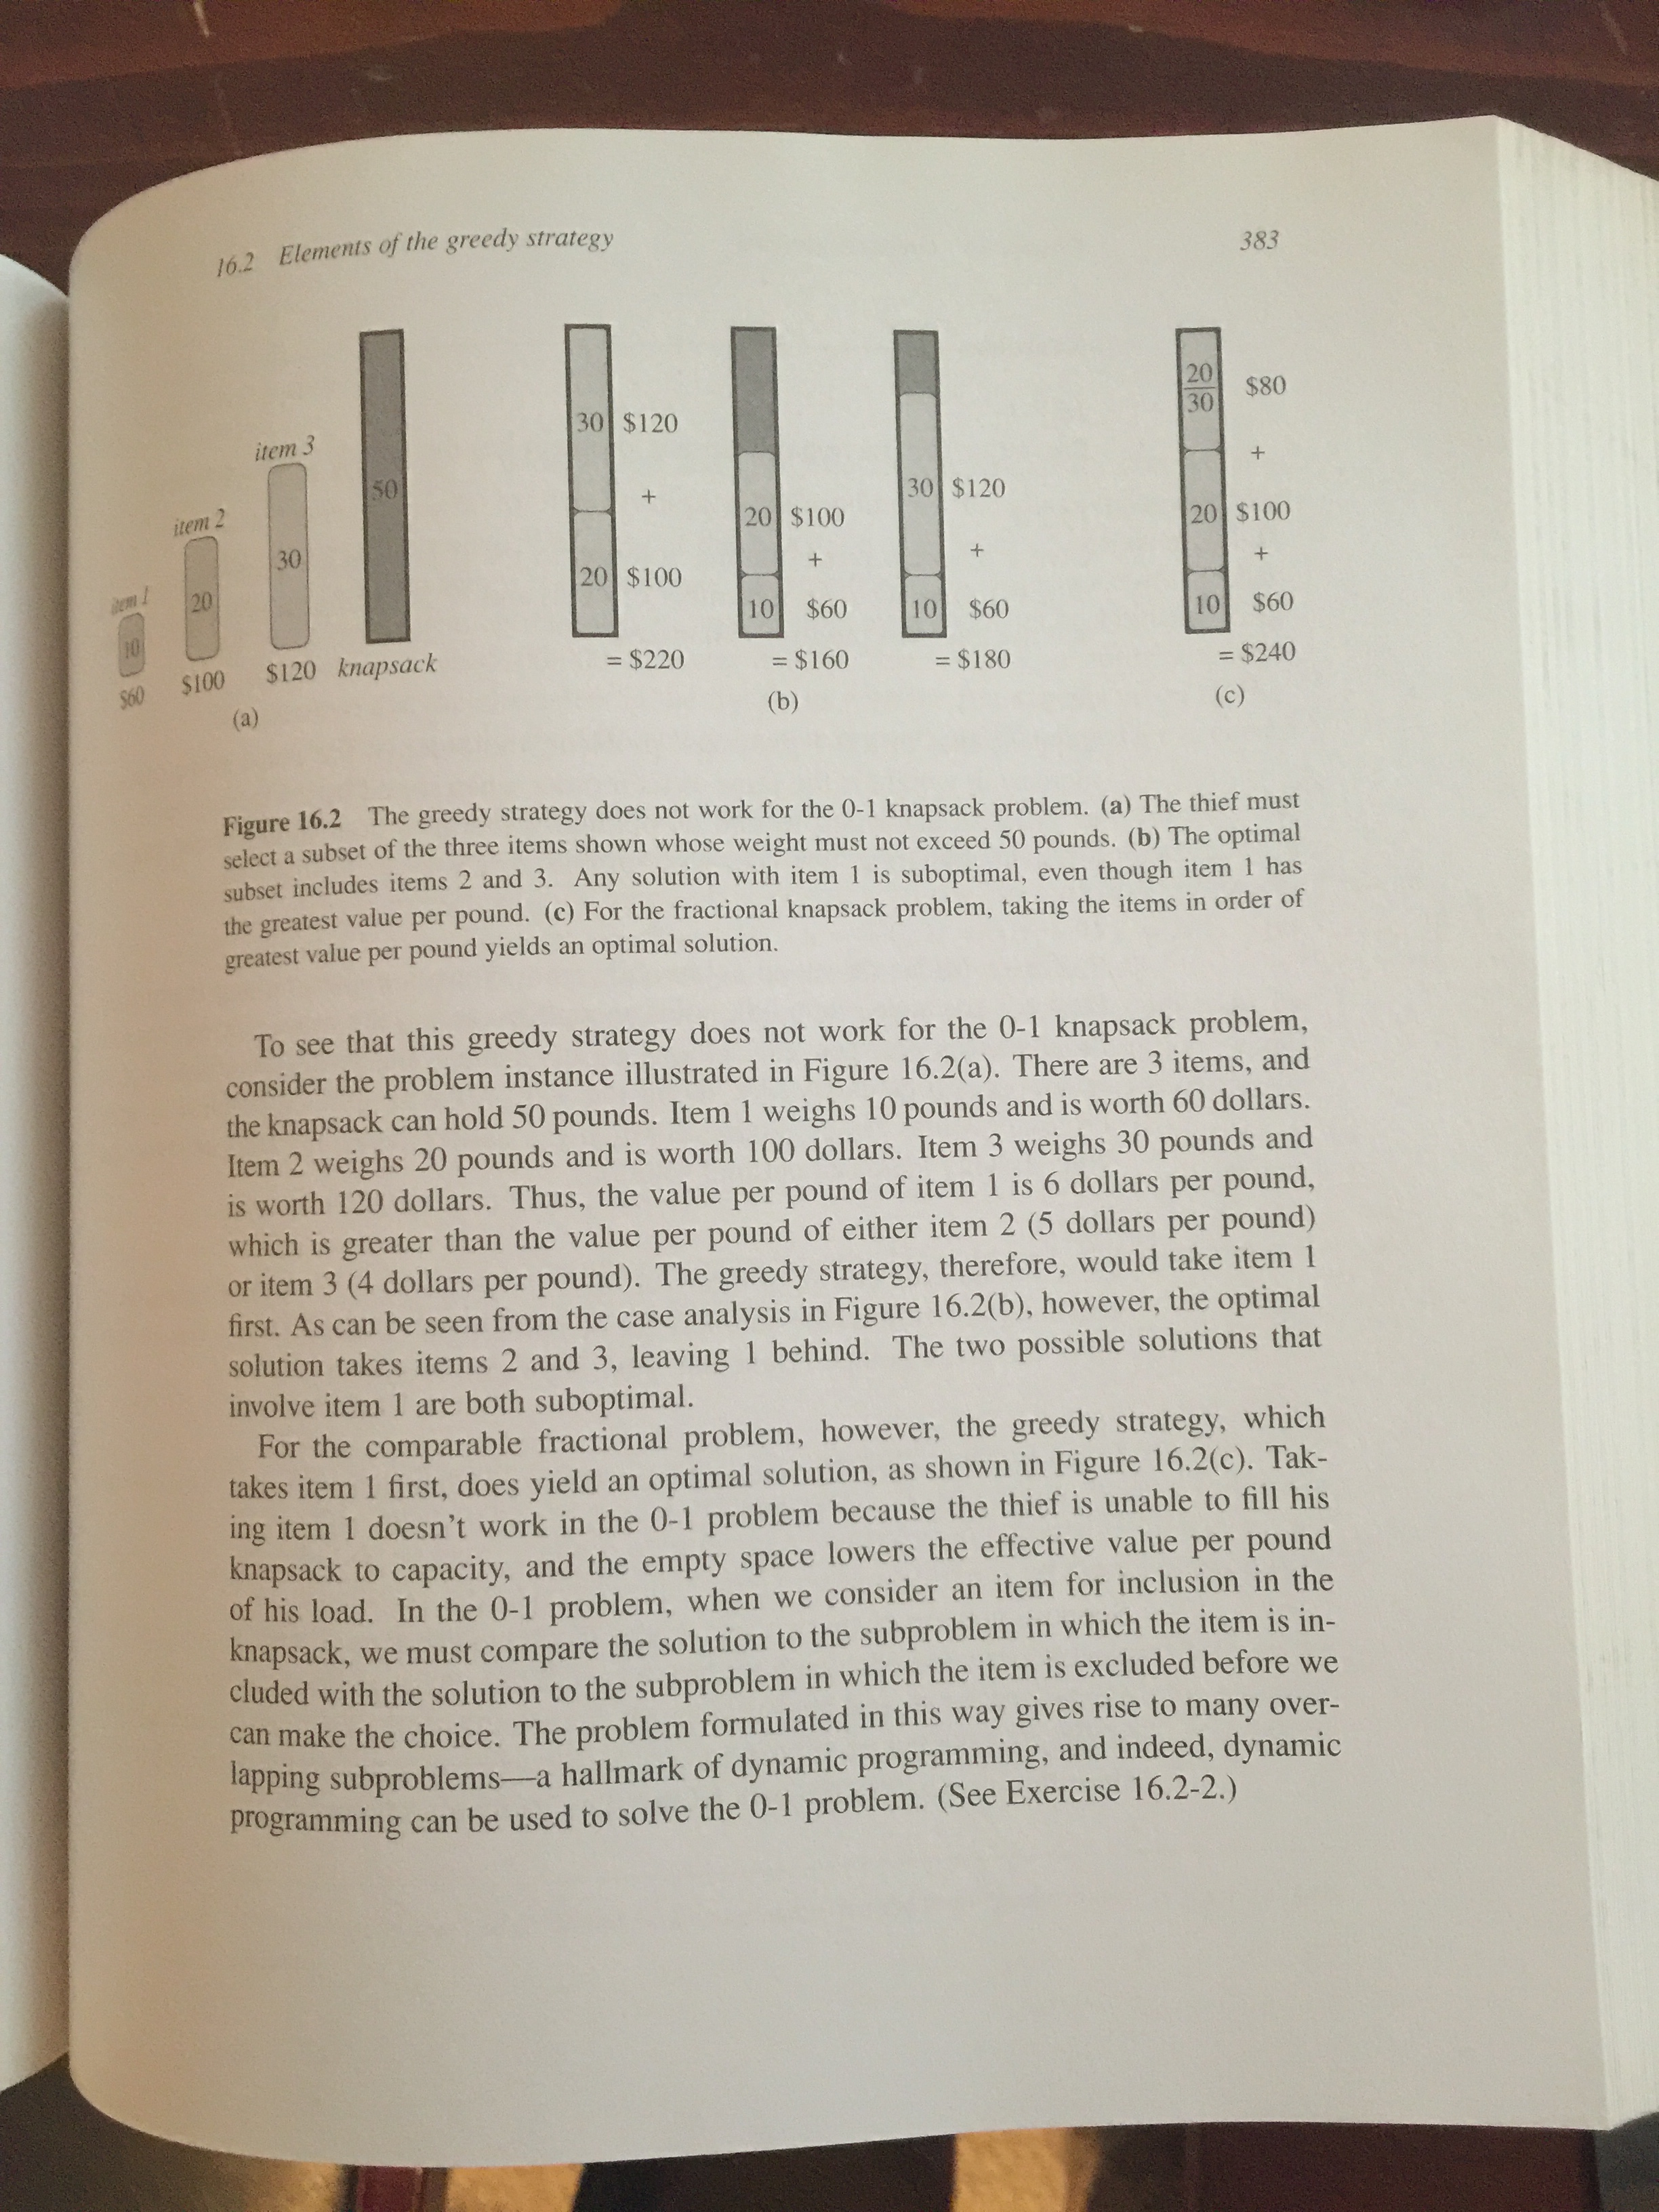 16.2 Elements of the greedy strategy 383
item 1
10
$60
item 2
20
$100
item 3
30
$120
50
knapsack
(a)
30 $120
+
20 $100
= $220
20 $100
+
10 $60
= $160
30 $120
+
10 $60
= $180
(b)
20
30
$80
+
20 $100
+
10 $60
= $240
(c)
Figure 16.2 The greedy strategy does not work for the 0-1 knapsack problem. (a) The thief must
select a subset of the three items shown whose weight must not exceed 50 pounds. (b) The optimal
subset includes items 2 and 3. Any solution with item 1 is suboptimal, even though item 1 has
the greatest value per pound. (c) For the fractional knapsack problem, taking the items in order of
greatest value per pound yields an optimal solution.
To see that this greedy strategy does not work for the 0-1 knapsack problem,
consider the problem instance illustrated in Figure 16.2(a). There are 3 items, and
the knapsack can hold 50 pounds. Item 1 weighs 10 pounds and is worth 60 dollars.
Item 2 weighs 20 pounds and is worth 100 dollars. Item 3 weighs 30 pounds and
is worth 120 dollars. Thus, the value per pound of item 1 is 6 dollars per pound,
which is greater than the value per pound of either item 2 (5 dollars per pound)
or item 3 (4 dollars per pound). The greedy strategy, therefore, would take item 1
first. As can be seen from the case analysis in Figure 16.2(b), however, the optimal
solution takes items 2 and 3, leaving 1 behind. The two possible solutions that
involve item 1 are both suboptimal.
For the comparable fractional problem, however, the greedy strategy, which
takes item 1 first, does yield an optimal solution, as shown in Figure 16.2(c). Tak-
ing item 1 doesn't work in the 0-1 problem because the thief is unable to fill his
knapsack to capacity, and the empty space lowers the effective value per pound
of his load. In the 0-1 problem, when we consider an item for inclusion in the
knapsack, we must compare the solution to the subproblem in which the item is in-
cluded with the solution to the subproblem in which the item is excluded before we
can make the choice. The problem formulated in this way gives rise to many over-
lapping subproblems—a hallmark of dynamic programming, and indeed, dynamic
programming can be used to solve the 0-1 problem. (See Exercise 16.2-2.)